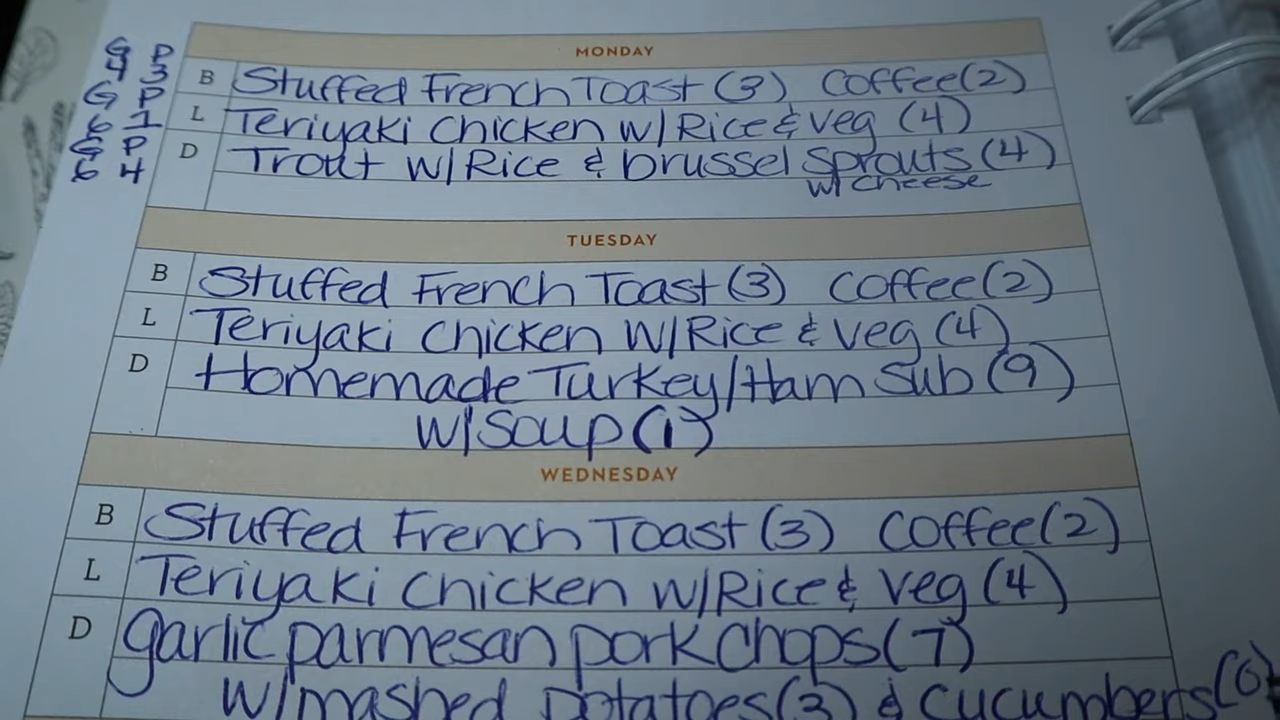 MONDAY
G P
4 3
B Stuffed French Toast (3) Coffee(2)
G P
6 1
L Teriyaki Chicken w/Rice & veg (4)
G P
6 4
D Trout w/Rice & brussel sprouts (4)
w/cheese
TUESDAY
B Stuffed French Toast (3) Coffee(2)
L Teriyaki Chicken w/Rice & veg (4)
D Homemade Turkey/Ham Sub (9)
w/Soup (1)
WEDNESDAY
B Stuffed French Toast (3) Coffee(2)
L Teriyaki Chicken w/Rice & veg (4)
D garlic parmesan pork chops (7)
w/mashed potatoes (3) & cucumbers (0)